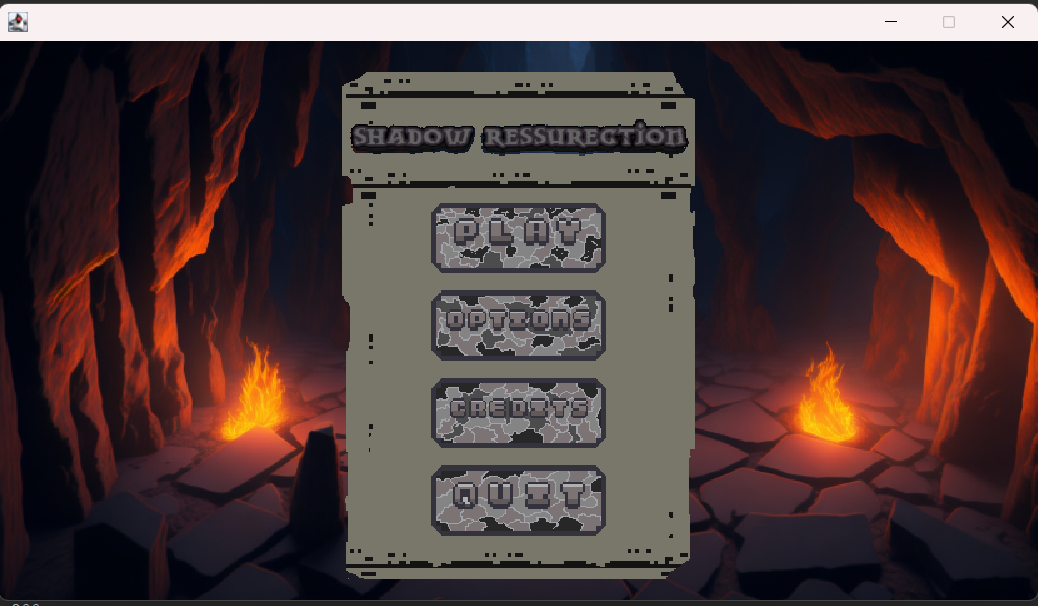 SHADOW RESSURECTION
PLAY
OPTIONS
CREDITS
QUIT